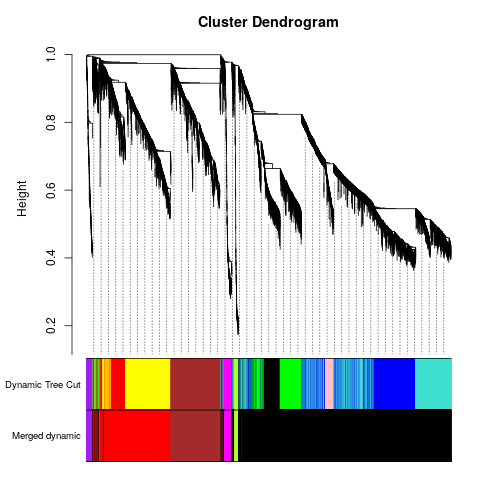 Cluster Dendrogram
1.0
0.8
0.6
0.4
0.2
Height
Dynamic Tree Cut
Merged dynamic